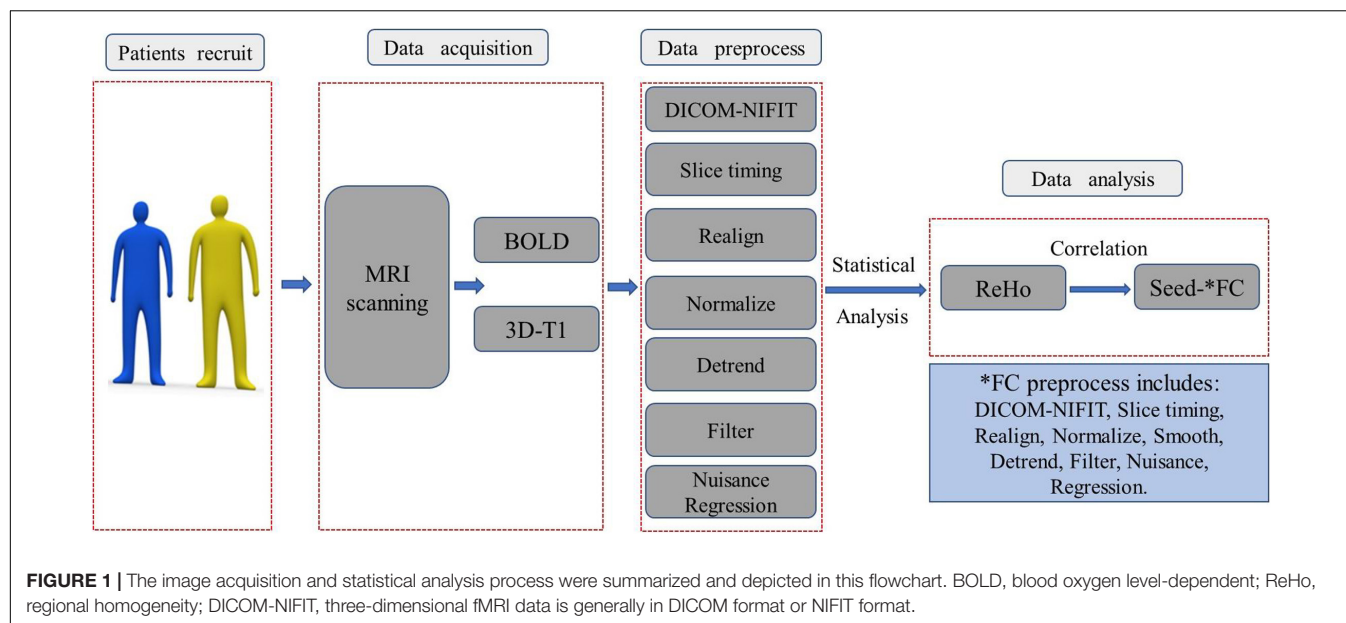 Patients recruit
Data acquisition
MRI
scanning
BOLD
3D-T1
Data preprocess
DICOM-NIFIT
Slice timing
Realign
Normalize
Detrend
Filter
Nuisance
Regression
Statistical
Analysis
Data analysis
Correlation
ReHo
Seed-*FC
*FC preprocess includes:
DICOM-NIFIT, Slice timing,
Realign, Normalize, Smooth,
Detrend, Filter, Nuisance,
Regression.
FIGURE 1 | The image acquisition and statistical analysis process were summarized and depicted in this flowchart. BOLD, blood oxygen level-dependent; ReHo,
regional homogeneity; DICOM-NIFIT, three-dimensional fMRI data is generally in DICOM format or NIFIT format.